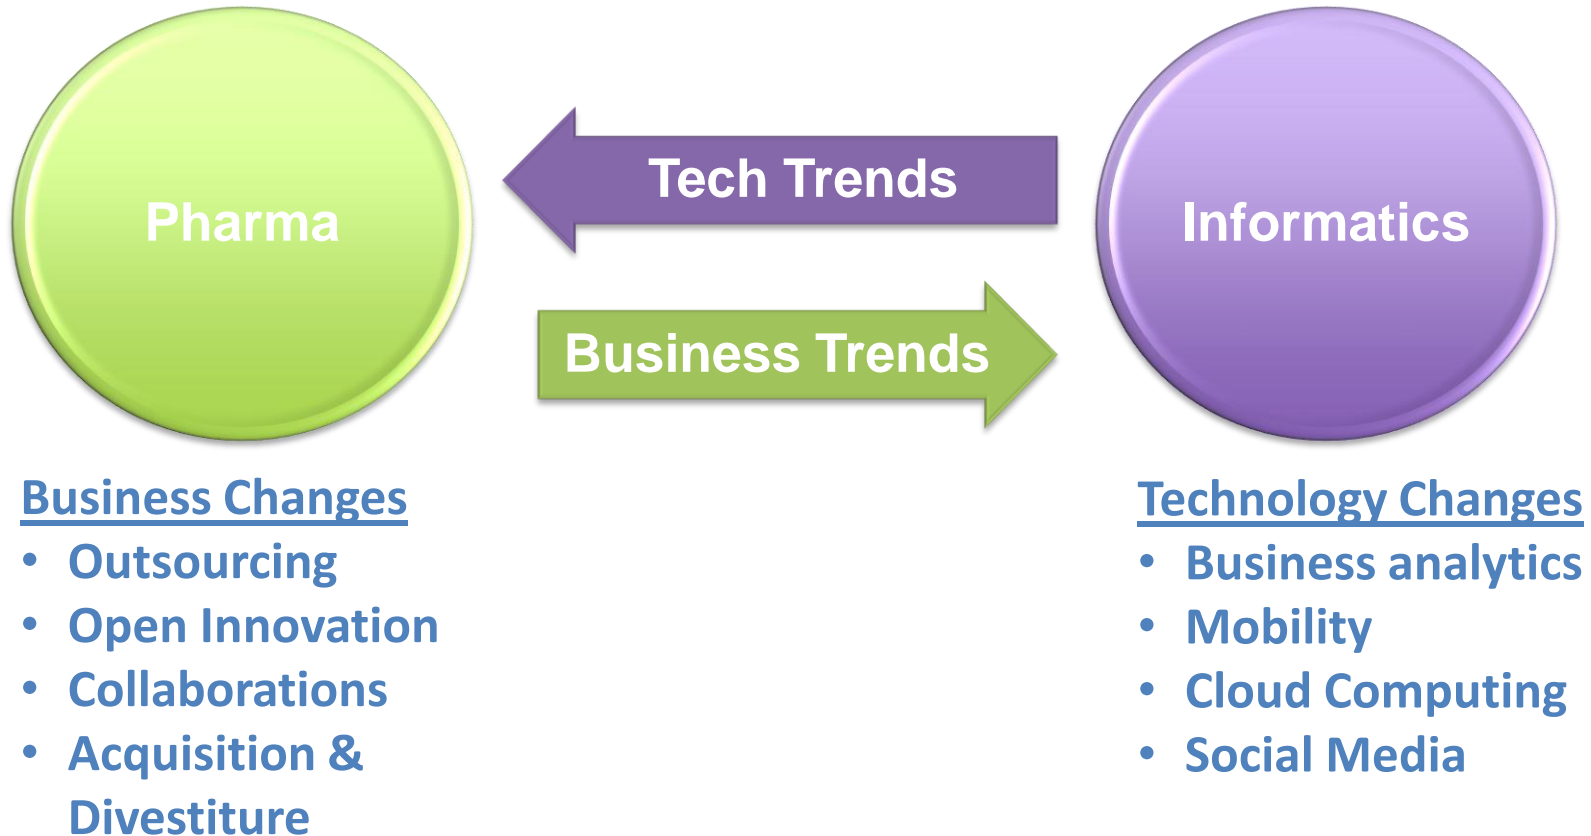 Pharma
Tech Trends
Business Trends
Informatics
Business Changes
• Outsourcing
• Open Innovation
• Collaborations
• Acquisition &
Divestiture
Technology Changes
• Business analytics
• Mobility
• Cloud Computing
• Social Media